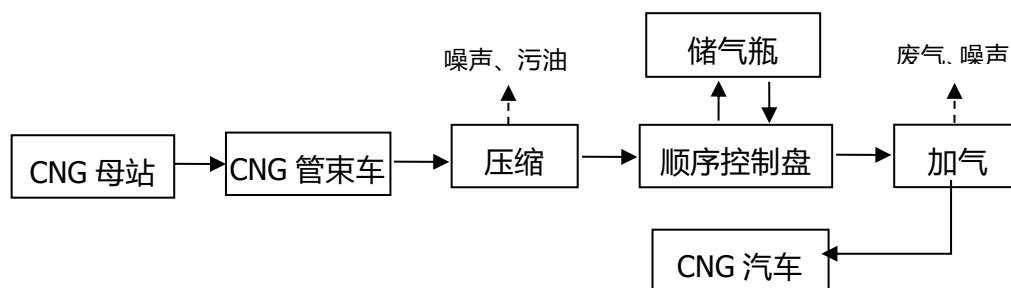 储气瓶
噪声、污油
废气、噪声
CNG 母站
CNG 管束车
压缩
顺序控制盘
加气
CNG 汽车